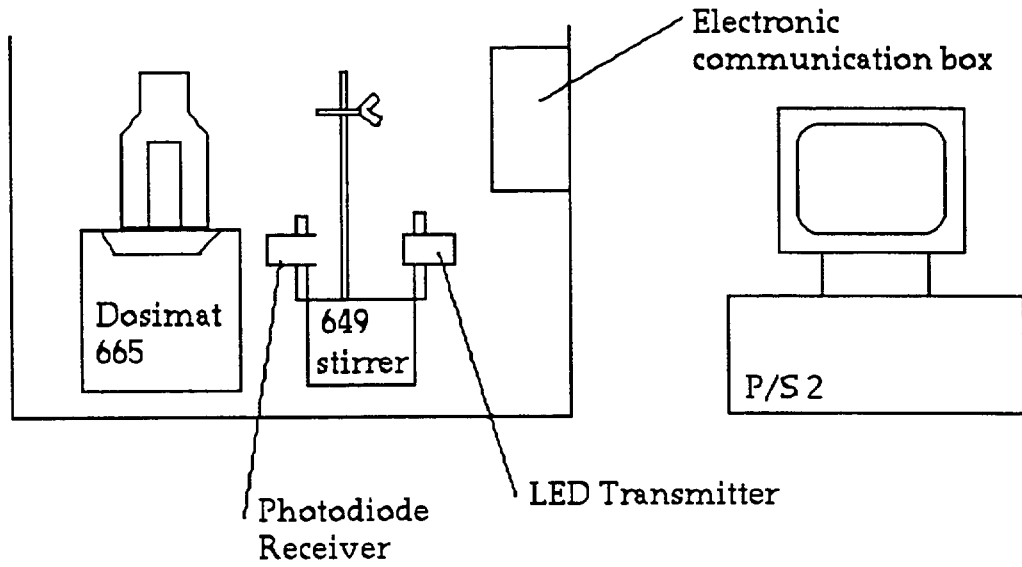 Electronic
communication box
Dosimat
665
649
stirrer
P/S 2
LED Transmitter
Photodiode
Receiver